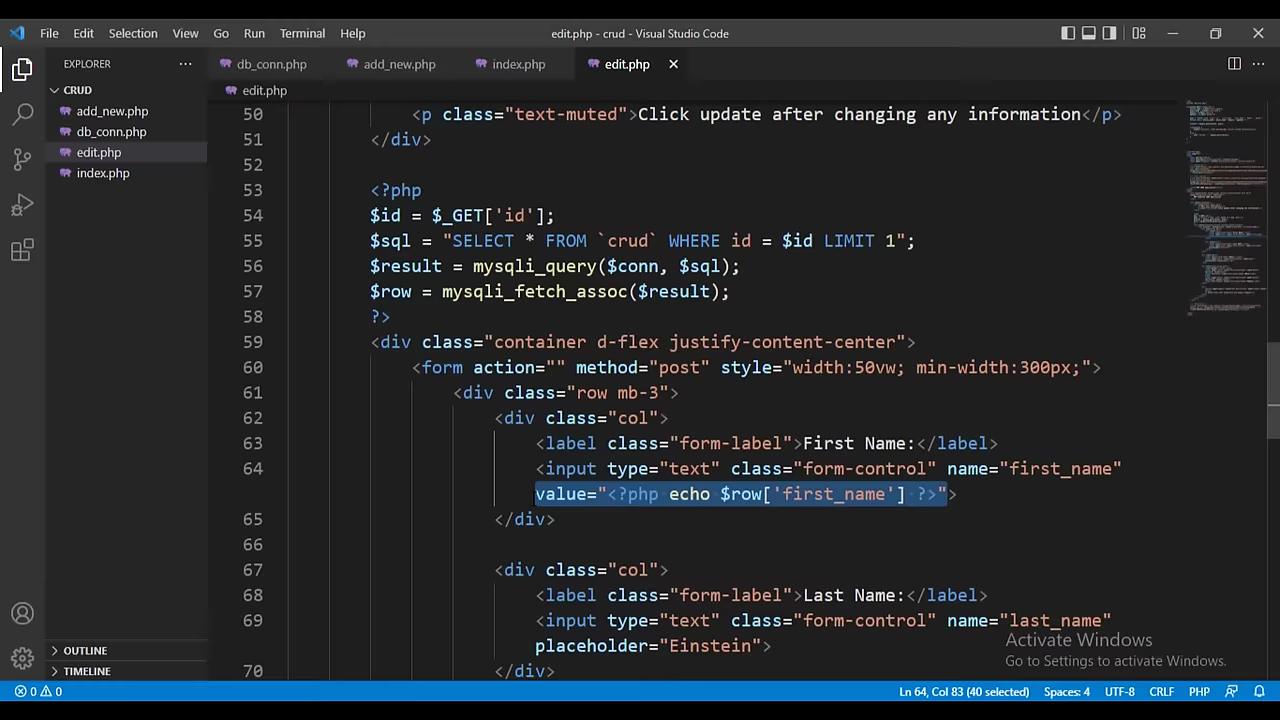 File Edit Selection View Go Run Terminal Help edit.php - crud - Visual Studio Code
EXPLORER ··· db_conn.php add_new.php index.php edit.php ···
CRUD edit.php
add_new.php
db_conn.php
edit.php
index.php
50 <p class="text-muted">Click update after changing any information</p>
51 </div>
52
53 <?php
54 $id = $_GET['id'];
55 $sql = "SELECT * FROM `crud` WHERE id = $id LIMIT 1";
56 $result = mysqli_query($conn, $sql);
57 $row = mysqli_fetch_assoc($result);
58 ?>
59 <div class="container d-flex justify-content-center">
60 <form action="" method="post" style="width:50vw; min-width:300px;">
61 <div class="row mb-3">
62 <div class="col">
63 <label class="form-label">First Name:</label>
64 <input type="text" class="form-control" name="first_name"
value="<?php echo $row['first_name'] ?>">
65 </div>
66
67 <div class="col">
68 <label class="form-label">Last Name:</label>
69 <input type="text" class="form-control" name="last_name"
placeholder="Einstein">
70 </div>
Activate Windows
Go to Settings to activate Windows.
OUTLINE
TIMELINE
0 0 Ln 64, Col 83 (40 selected) Spaces: 4 UTF-8 CRLF PHP